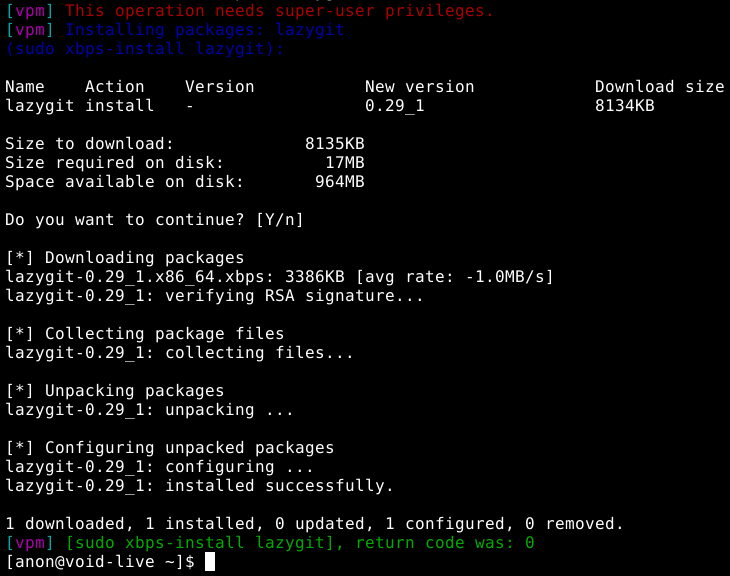 [vpm] This operation needs super-user privileges.
[vpm] Installing packages: lazygit
(sudo xbps-install lazygit):
Name    Action    Version           New version            Download size
lazygit install   -                 0.29_1                 8134KB
Size to download:             8135KB
Size required on disk:          17MB
Space available on disk:       964MB
Do you want to continue? [Y/n]
[*] Downloading packages
lazygit-0.29_1.x86_64.xbps: 3386KB [avg rate: -1.0MB/s]
lazygit-0.29_1: verifying RSA signature...
[*] Collecting package files
lazygit-0.29_1: collecting files...
[*] Unpacking packages
lazygit-0.29_1: unpacking ...
[*] Configuring unpacked packages
lazygit-0.29_1: configuring ...
lazygit-0.29_1: installed successfully.
1 downloaded, 1 installed, 0 updated, 1 configured, 0 removed.
[vpm] [sudo xbps-install lazygit], return code was: 0
[anon@void-live ~]$